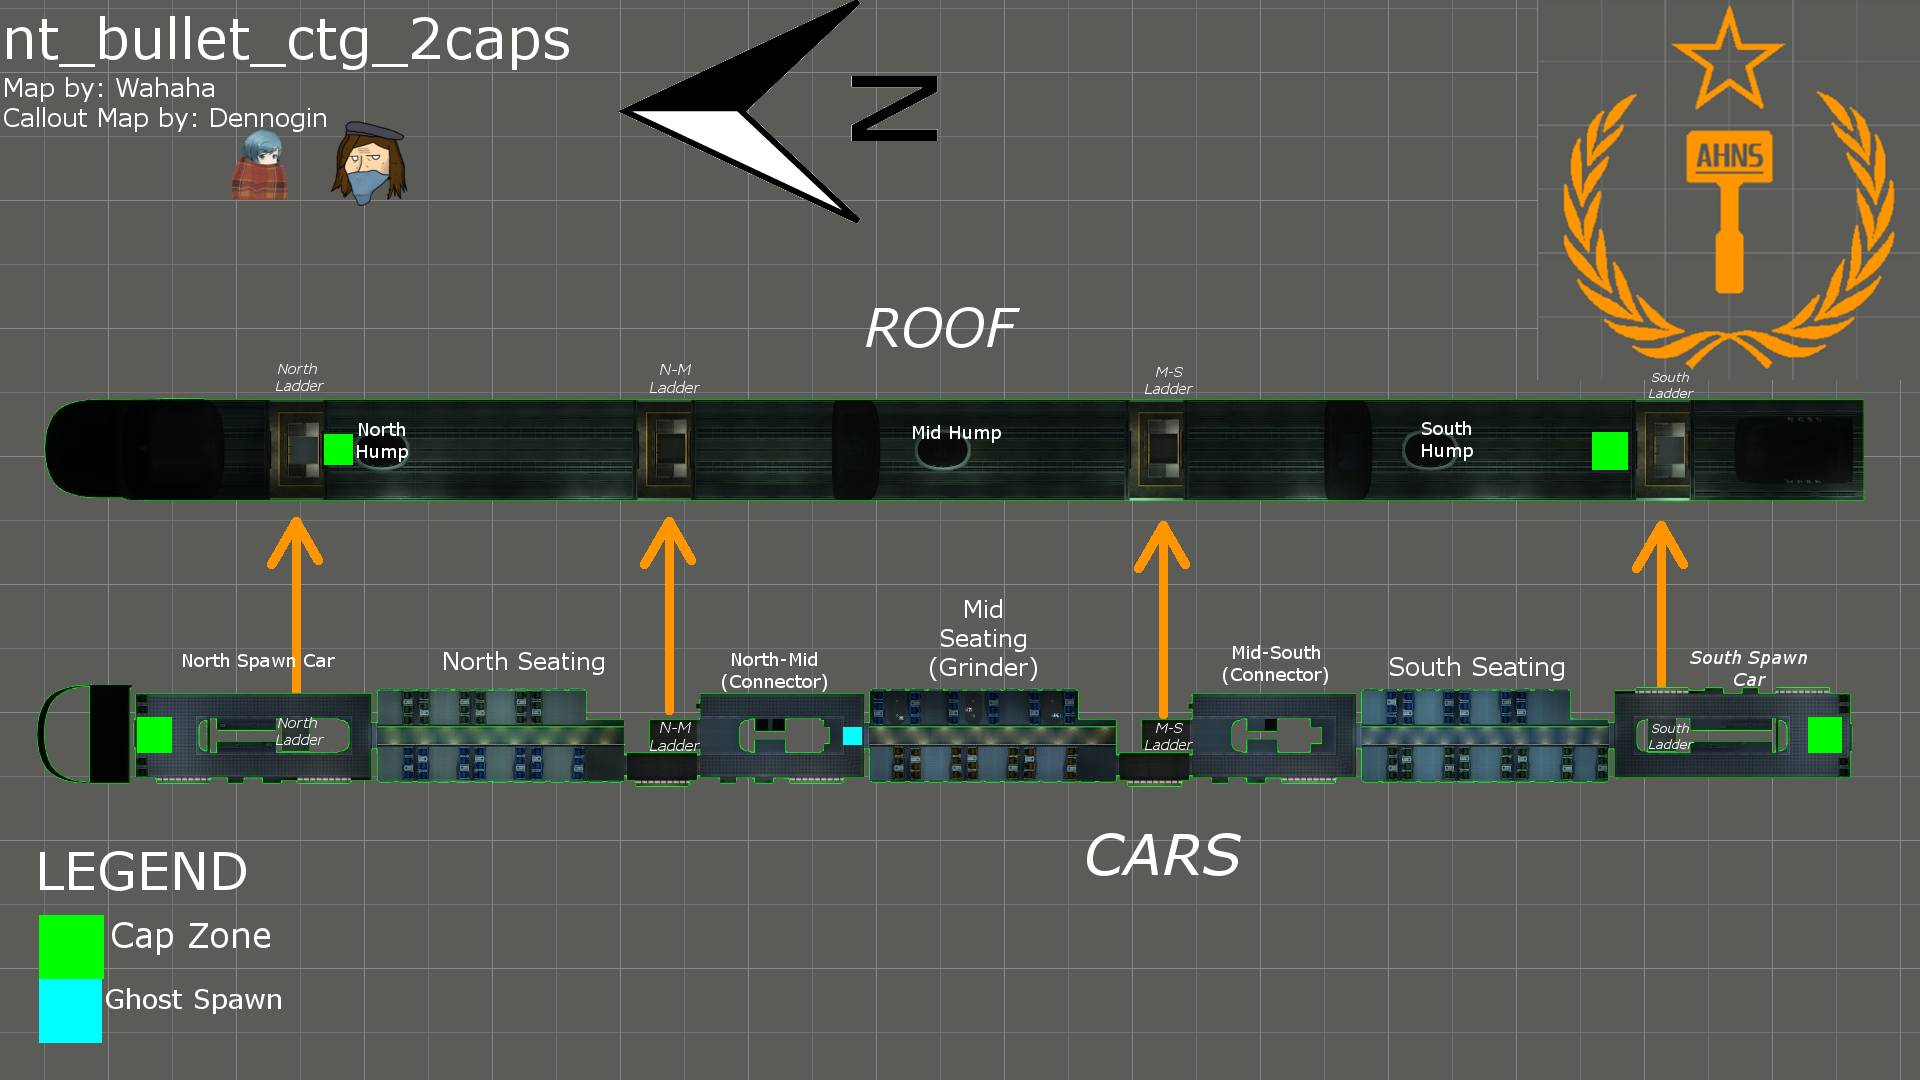 nt_bullet_ctg_2caps
Map by: Wahaha
Callout Map by: Dennogin
N
AHNS
ROOF
North
Ladder
N-M
Ladder
M-S
Ladder
South
Ladder
North
Hump
Mid Hump
South
Hump
North Spawn Car
North Seating
North-Mid
(Connector)
Mid
Seating
(Grinder)
Mid-South
(Connector)
South Seating
South Spawn
Car
North
Ladder
N-M
Ladder
M-S
Ladder
South
Ladder
CARS
LEGEND
Cap Zone
Ghost Spawn